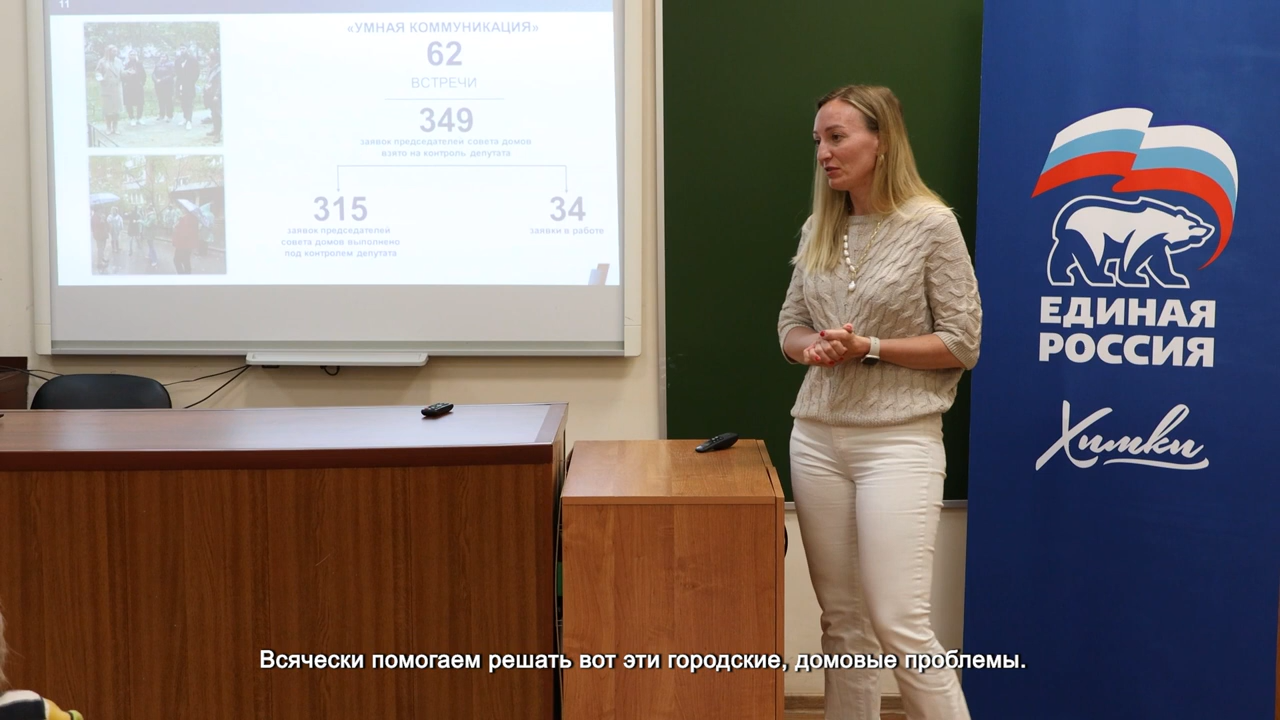 11
«УМНАЯ КОММУНИКАЦИЯ»
62
ВСТРЕЧИ
349
заявок председателей совета домов
взято на контроль депутата
315
заявок председателей
совета домов выполнено
под контролем депутата
34
заявки в работе
ЕДИНАЯ
РОССИЯ
Химки
Всячески помогаем решать вот эти городские, домовые проблемы.